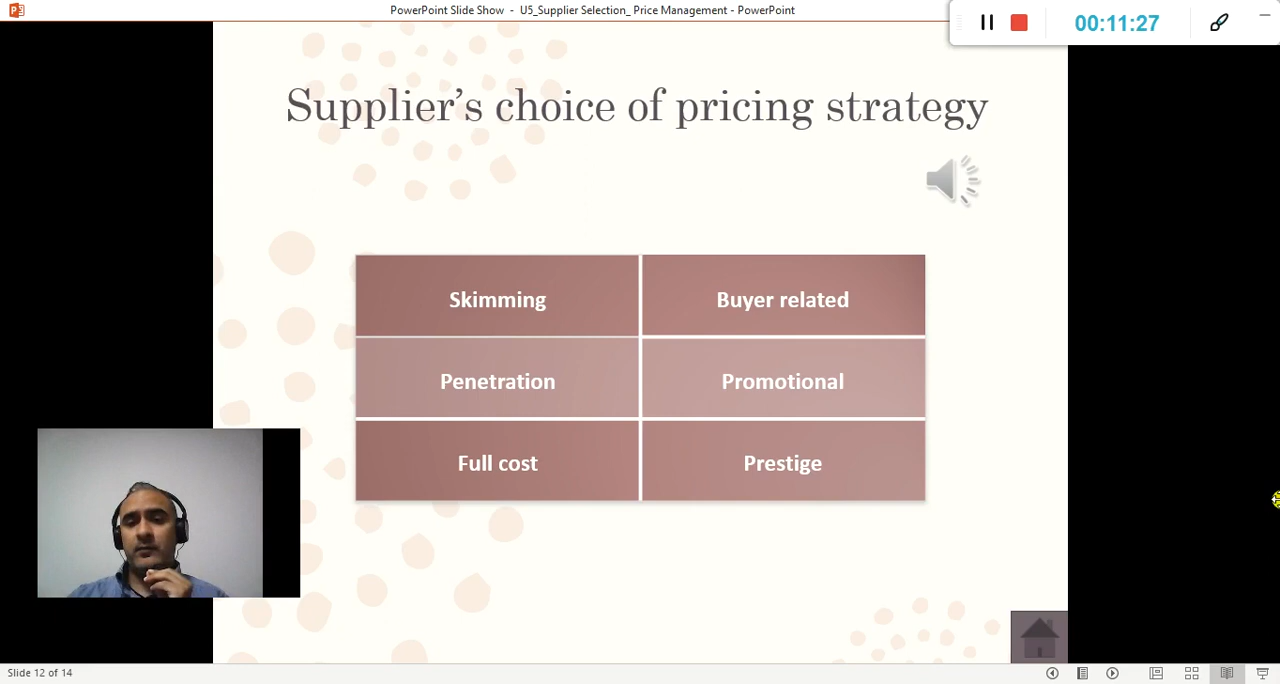 PowerPoint Slide Show - U5_Supplier Selection_ Price Management - PowerPoint
00:11:27
Supplier's choice of pricing strategy
Skimming
Buyer related
Penetration
Promotional
Full cost
Prestige
Slide 12 of 14